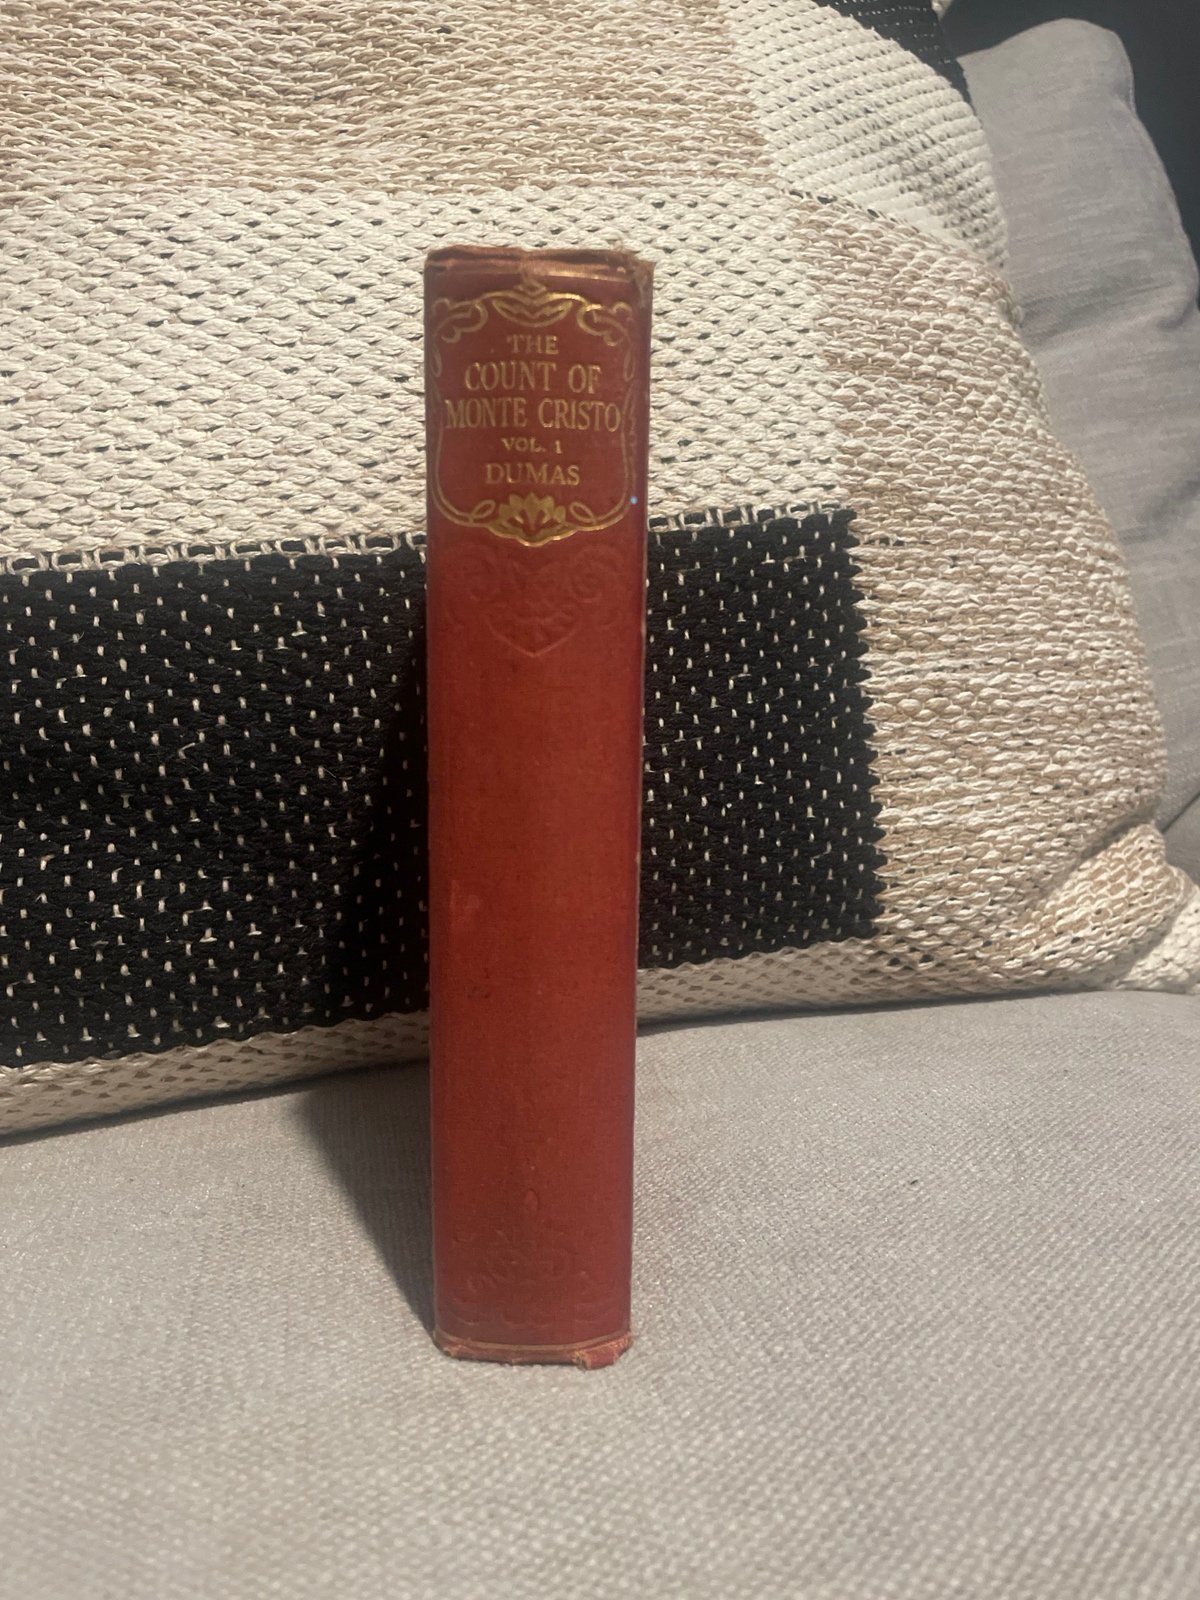 THE
COUNT OF
MONTE CRISTO
VOL. 1
DUMAS